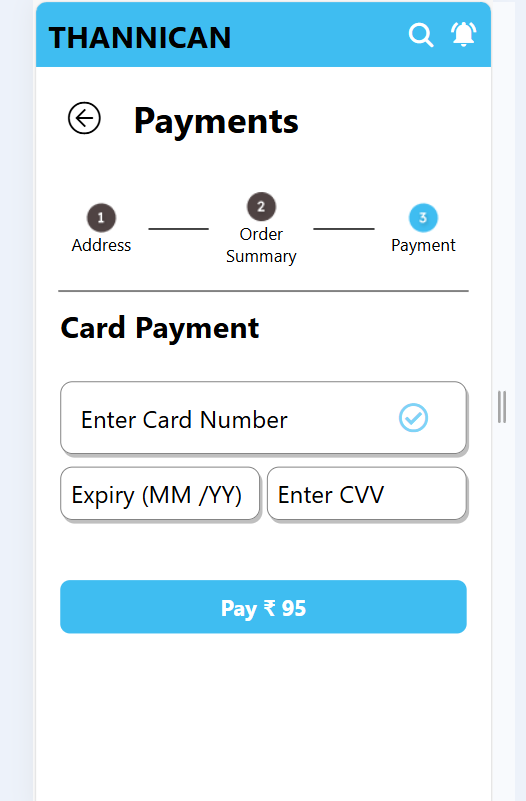 THANNICAN
Payments
1
Address
2
Order
Summary
3
Payment
Card Payment
Enter Card Number
Expiry (MM /YY)
Enter CVV
Pay ₹ 95